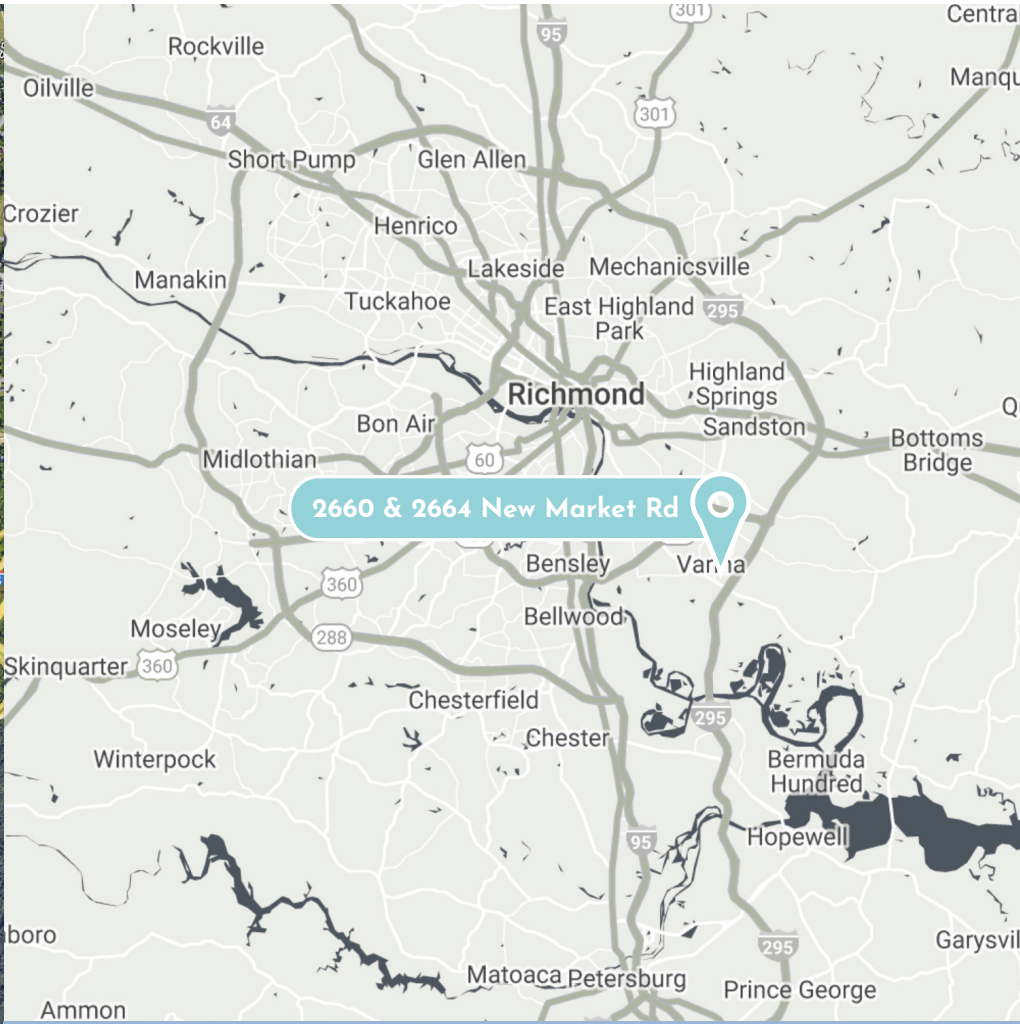 301
Central
95
Rockville
Manqu
Oilville
301
64
Short Pump
Glen Allen
Crozier
Henrico
Lakeside
Mechanicsville
Manakin
Tuckahoe
East Highland
Park
295
Highland
Springs
Richmond
Q
Bon Air
Sandston
Bottoms
Bridge
Midlothian
60
2660 & 2664 New Market Rd
Bensley
Varina
360
Bellwood
Moseley
288
Skinquarter
360
Chesterfield
295
Chester
Winterpock
Bermuda
Hundred
95
Hopewell
boro
295
Garysvil
Matoaca
Petersburg
Prince George
Ammon